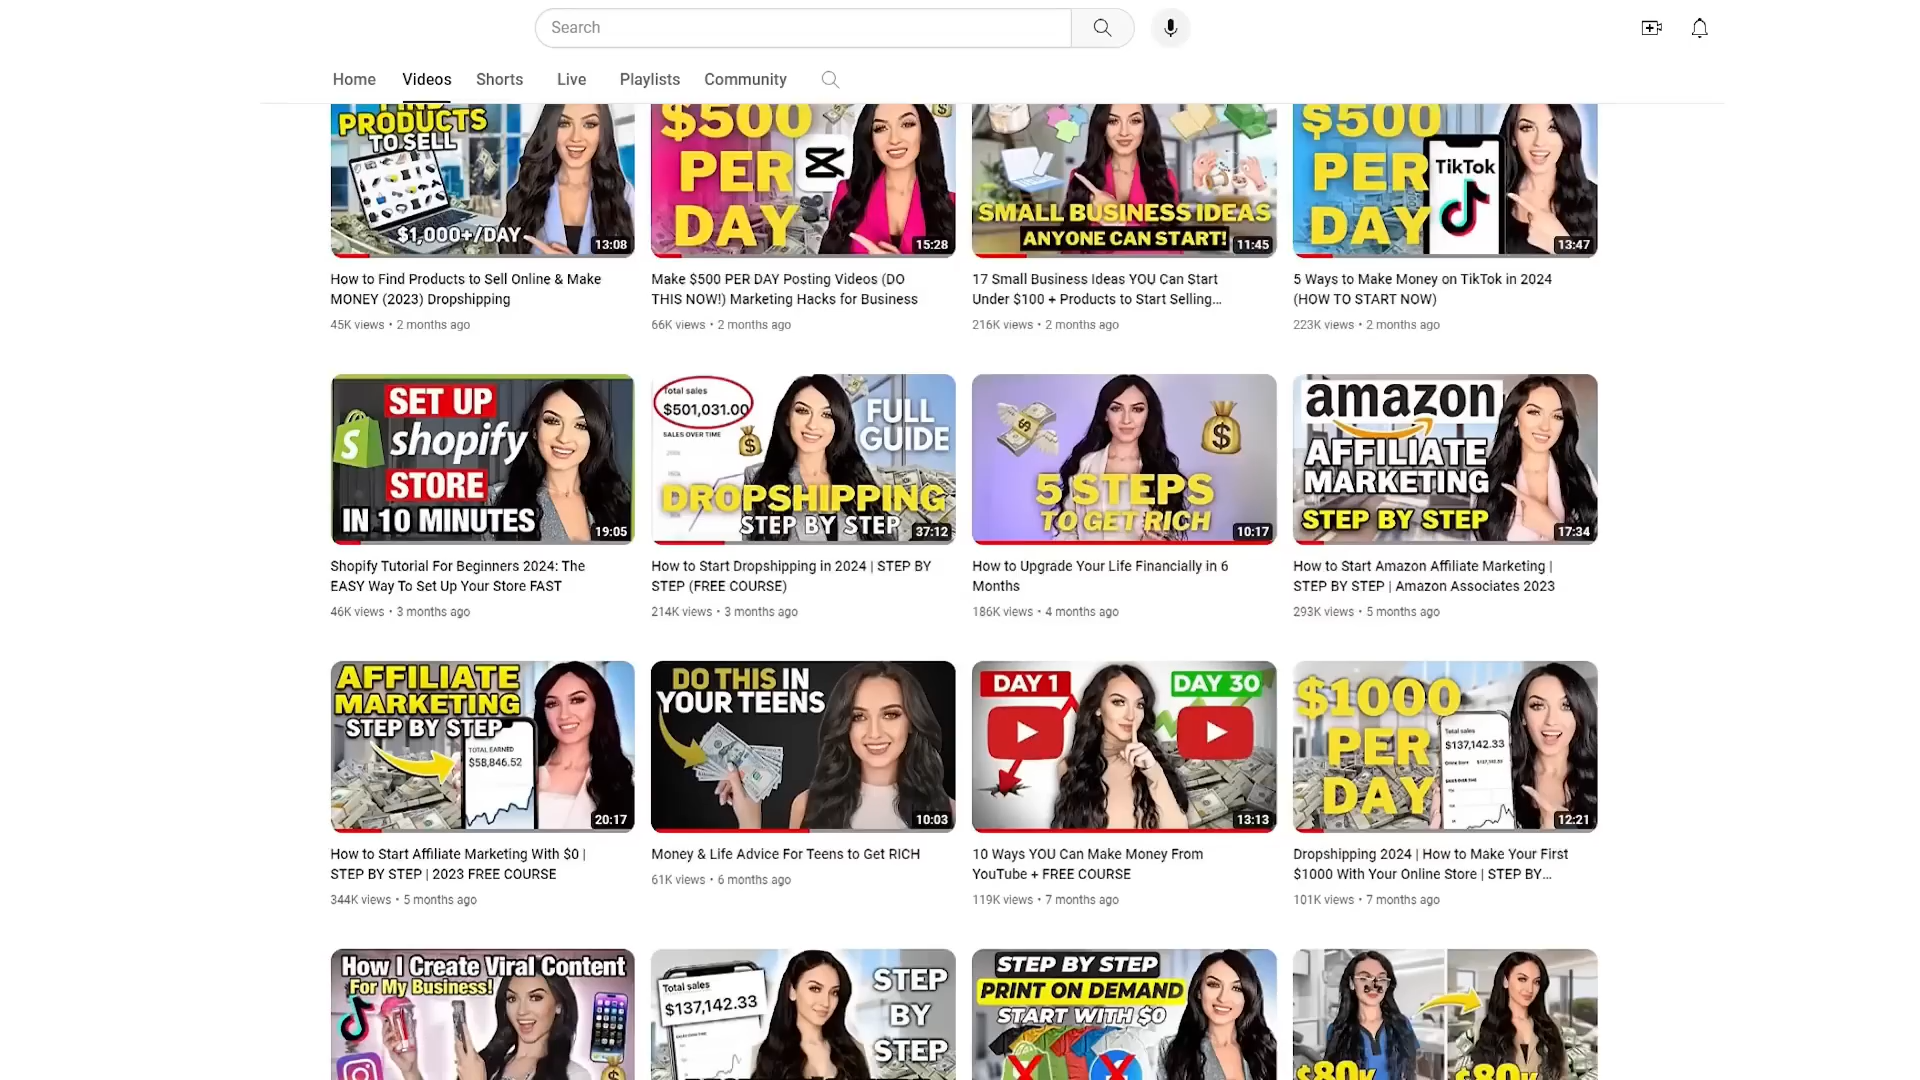 Search
Home
Videos
Shorts
Live
Playlists
Community
PRODUCTS
TO SELL
$1,000+/DAY
13:08
How to Find Products to Sell Online & Make
MONEY (2023) Dropshipping
45K views • 2 months ago
$500
PER
DAY
15:28
Make $500 PER DAY Posting Videos (DO
THIS NOW!) Marketing Hacks for Business
66K views • 2 months ago
SMALL BUSINESS IDEAS
ANYONE CAN START!
11:45
17 Small Business Ideas YOU Can Start
Under $100 + Products to Start Selling...
216K views • 2 months ago
$500
PER
DAY
TikTok
13:47
5 Ways to Make Money on TikTok in 2024
(HOW TO START NOW)
223K views • 2 months ago
SET UP
shopify
STORE
IN 10 MINUTES
19:05
Shopify Tutorial For Beginners 2024: The
EASY Way To Set Up Your Store FAST
46K views • 3 months ago
Total sales
$501,031.00
SALES OVER TIME
FULL
GUIDE
DROPSHIPPING
STEP BY STEP
37:12
How to Start Dropshipping in 2024 | STEP BY
STEP (FREE COURSE)
214K views • 3 months ago
5 STEPS
TO GET RICH
10:17
How to Upgrade Your Life Financially in 6
Months
186K views • 4 months ago
amazon
AFFILIATE
MARKETING
STEP BY STEP
17:34
How to Start Amazon Affiliate Marketing |
STEP BY STEP | Amazon Associates 2023
293K views • 5 months ago
AFFILIATE
MARKETING
STEP BY STEP
TOTAL EARNED
$58,846.52
20:17
How to Start Affiliate Marketing With $0 |
STEP BY STEP | 2023 FREE COURSE
344K views • 5 months ago
DO THIS IN
YOUR TEENS
10:03
Money & Life Advice For Teens to Get RICH
61K views • 6 months ago
DAY 1
DAY 30
13:13
10 Ways YOU Can Make Money From
YouTube + FREE COURSE
119K views • 7 months ago
$1000
PER
DAY
Total sales
$137,142.33
12:21
Dropshipping 2024 | How to Make Your First
$1000 With Your Online Store | STEP BY...
101K views • 7 months ago
How I Create Viral Content
For My Business!
Total sales
$137,142.33
STEP
BY
STEP
STEP BY STEP
PRINT ON DEMAND
START WITH $0
$80K
$80K